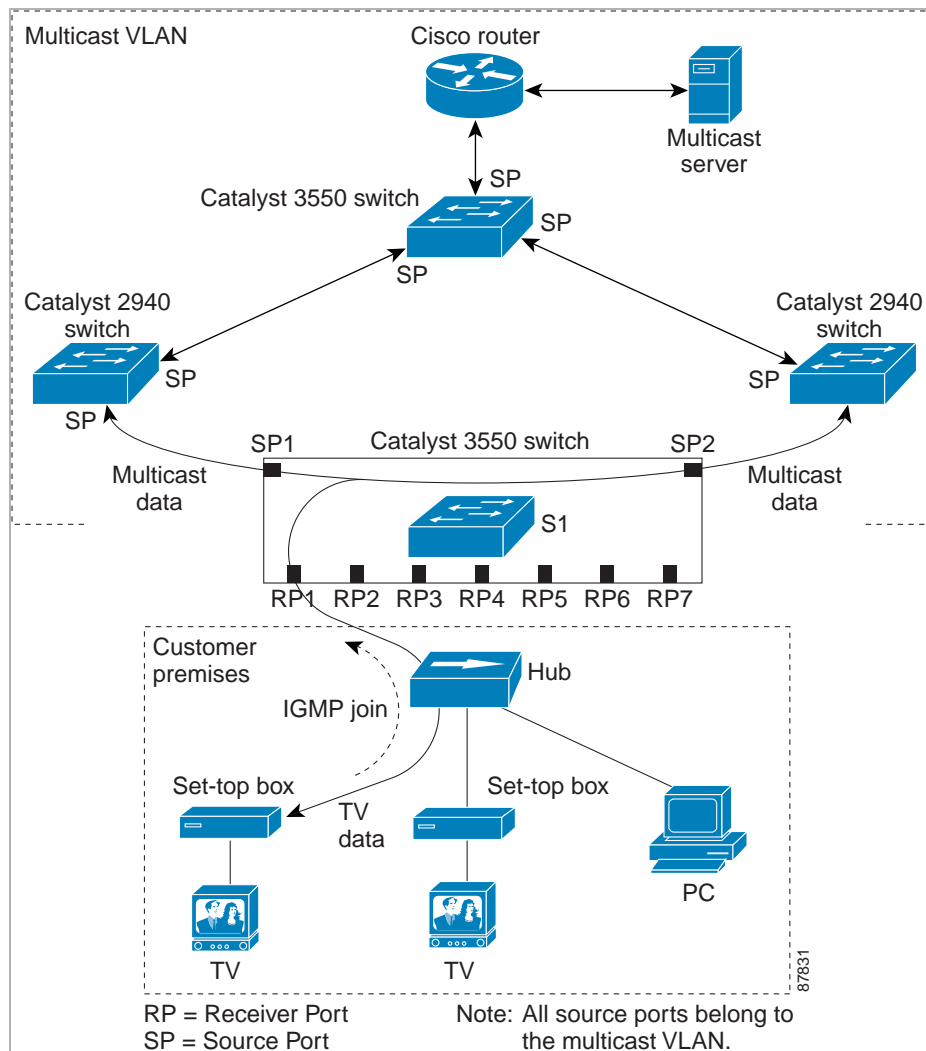 Multicast VLAN
Cisco router
Multicast
server
SP
Catalyst 3550 switch
SP
SP
Catalyst 2940
switch
Catalyst 2940
switch
SP
SP
SP
SP1
Catalyst 3550 switch
SP2
Multicast
data
Multicast
data
S1
RP1 RP2 RP3 RP4 RP5 RP6 RP7
Customer
premises
Hub
IGMP join
Set-top box
Set-top box
TV
data
PC
TV
TV
87831
RP = Receiver Port
SP = Source Port
Note: All source ports belong to
the multicast VLAN.